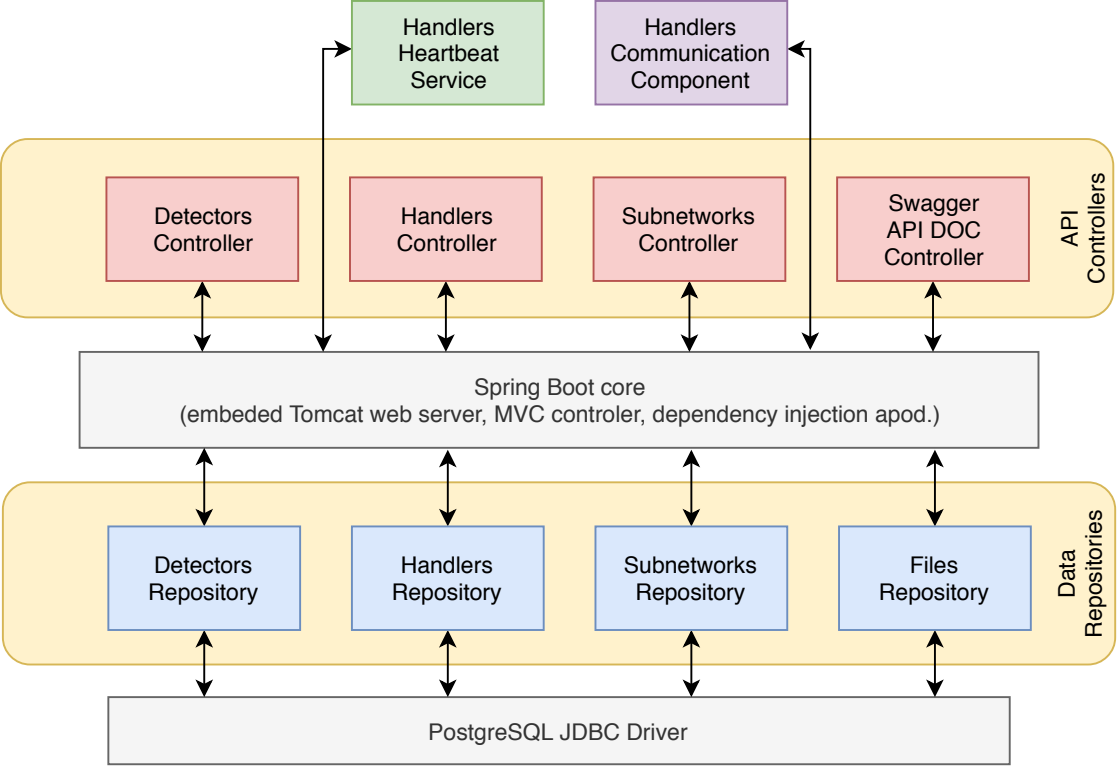 Handlers
Heartbeat
Service
Handlers
Communication
Component
Detectors
Controller
Handlers
Controller
Subnetworks
Controller
Swagger
API DOC
Controller
API
Controllers
Spring Boot core
(embeded Tomcat web server, MVC controler, dependency injection apod.)
Detectors
Repository
Handlers
Repository
Subnetworks
Repository
Files
Repository
Data
Repositories
PostgreSQL JDBC Driver